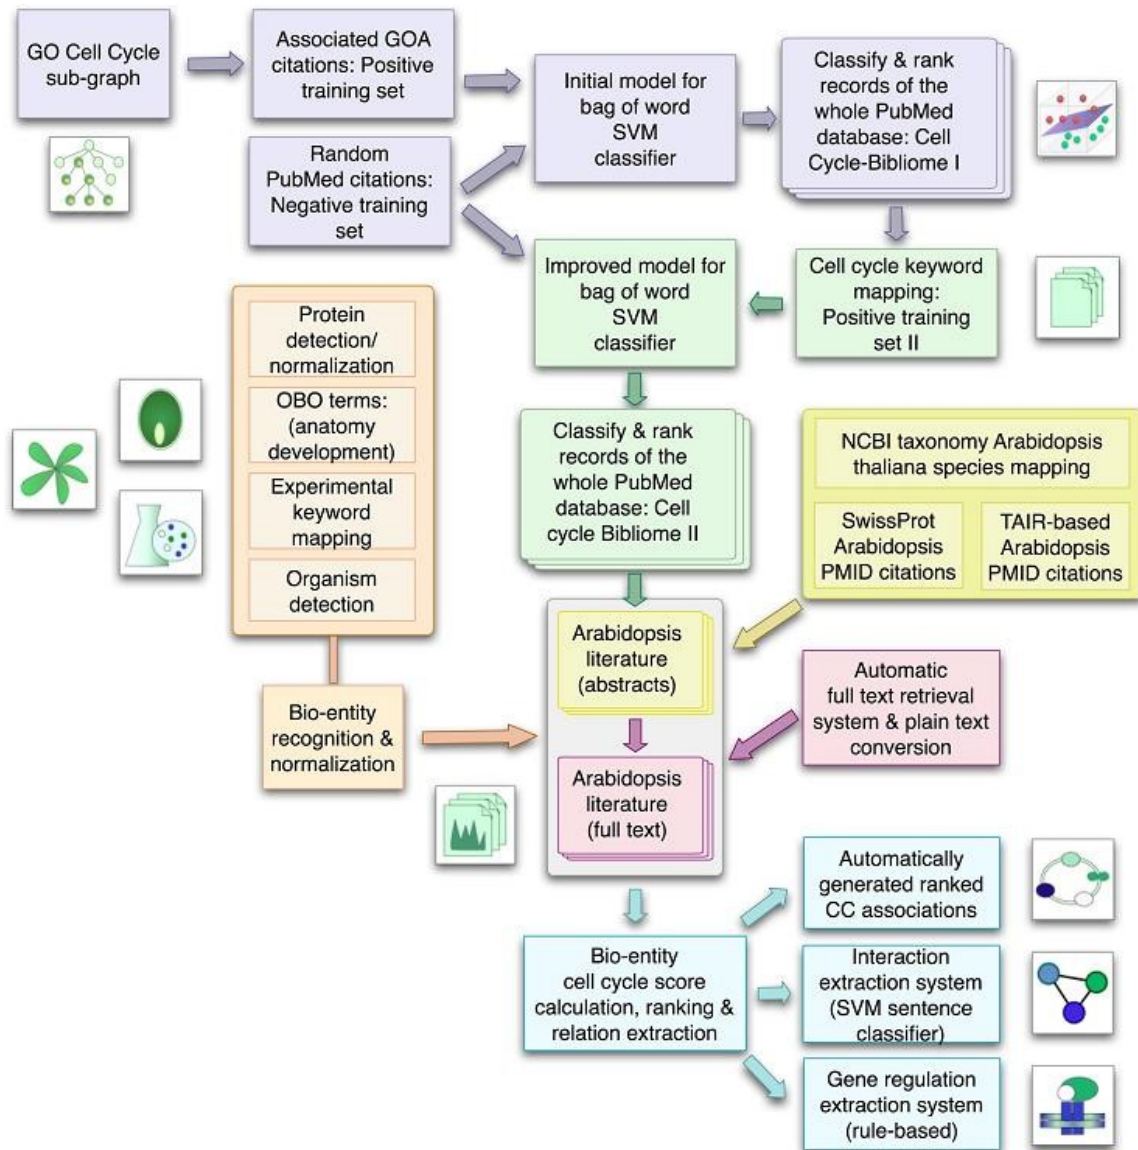 GO Cell Cycle
sub-graph
Associated GOA
citations: Positive
training set
Initial model for
bag of word
SVM
classifier
Classify & rank
records of the
whole PubMed
database: Cell
Cycle-Bibliome I
Random
PubMed citations:
Negative training
set
Improved model for
bag of word
SVM
classifier
Cell cycle keyword
mapping:
Positive training
set II
Protein
detection/
normalization
OBO terms:
(anatomy
development)
Experimental
keyword
mapping
Organism
detection
Classify & rank
records of the
whole PubMed
database: Cell
cycle Bibliome II
NCBI taxonomy Arabidopsis
thaliana species mapping
SwissProt
Arabidopsis
PMID citations
TAIR-based
Arabidopsis
PMID citations
Arabidopsis
literature
(abstracts)
Automatic
full text retrieval
system & plain text
conversion
Bio-entity
recognition &
normalization
Arabidopsis
literature
(full text)
Automatically
generated ranked
CC associations
Bio-entity
cell cycle score
calculation, ranking &
relation extraction
Interaction
extraction system
(SVM sentence
classifier)
Gene regulation
extraction system
(rule-based)